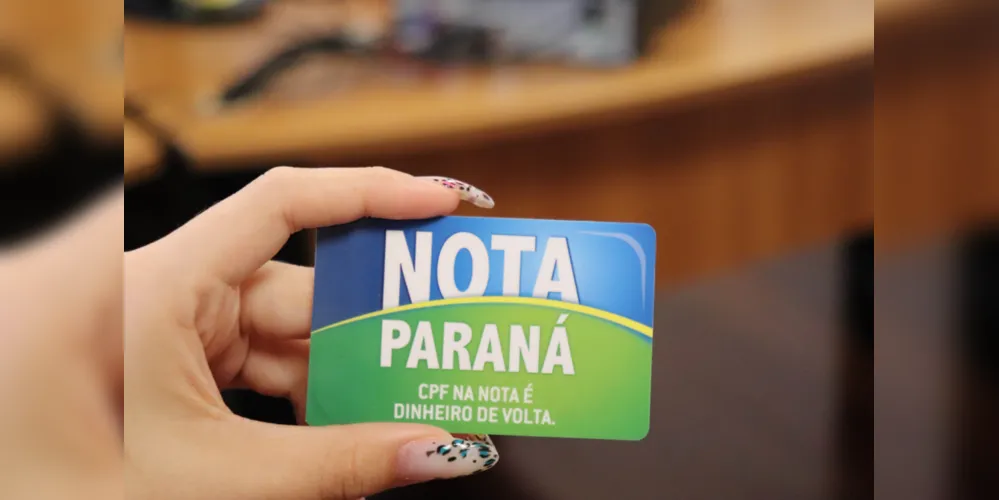 NOTA
PARANÁ
CPF NA NOTA É
DINHEIRO DE VOLTA.